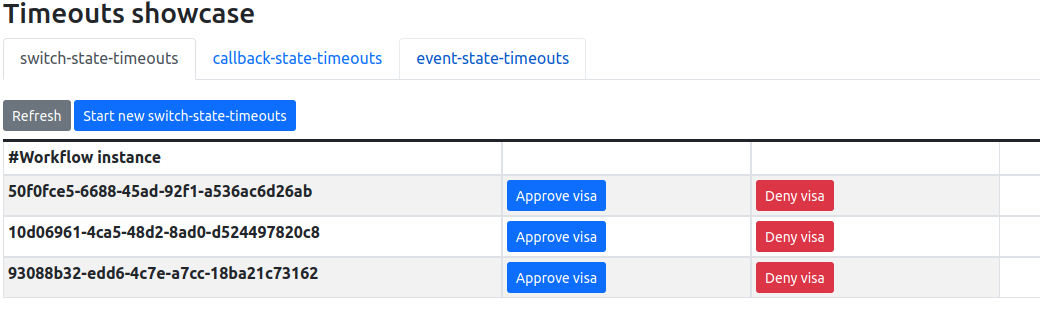 Timeouts showcase
switch-state-timeouts callback-state-timeouts event-state-timeouts
Refresh Start new switch-state-timeouts
#Workflow instance
50f0fce5-6688-45ad-92f1-a536ac6d26ab Approve visa Deny visa
10d06961-4ca5-48d2-8ad0-d524497820c8 Approve visa Deny visa
93088b32-edd6-4c7e-a7cc-18ba21c73162 Approve visa Deny visa